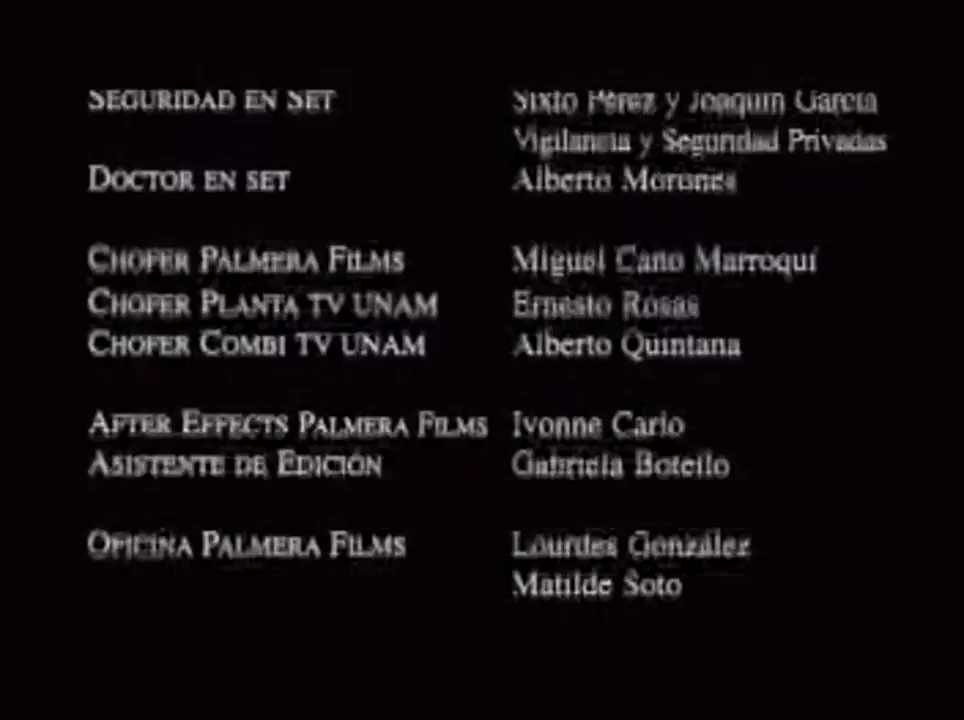 SEGURIDAD EN SET Sixto Pérez y Joaquín García
Vigilancia y Seguridad Privadas
DOCTOR EN SET Alberto Morones
CHOFER PALMERA FILMS Miguel Cano Marroquí
CHOFER PLANTA TV UNAM Ernesto Rosas
CHOFER COMBI TV UNAM Alberto Quintana
AFTER EFFECTS PALMERA FILMS Ivonne Carlo
ASISTENTE DE EDICIÓN Gabriela Botello
OFICINA PALMERA FILMS Lourdes González
Matilde Soto